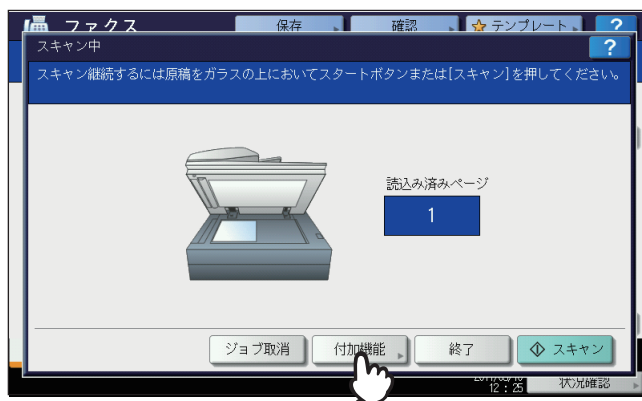 ファクス
保存
確認
テンプレート
?
スキャン中
?
スキャン継続するには原稿をガラスの上においてスタートボタンまたは[スキャン]を押してください。
読込み済みページ
1
ジョブ取消
付加機能
終了
スキャン
12:25
状況確認